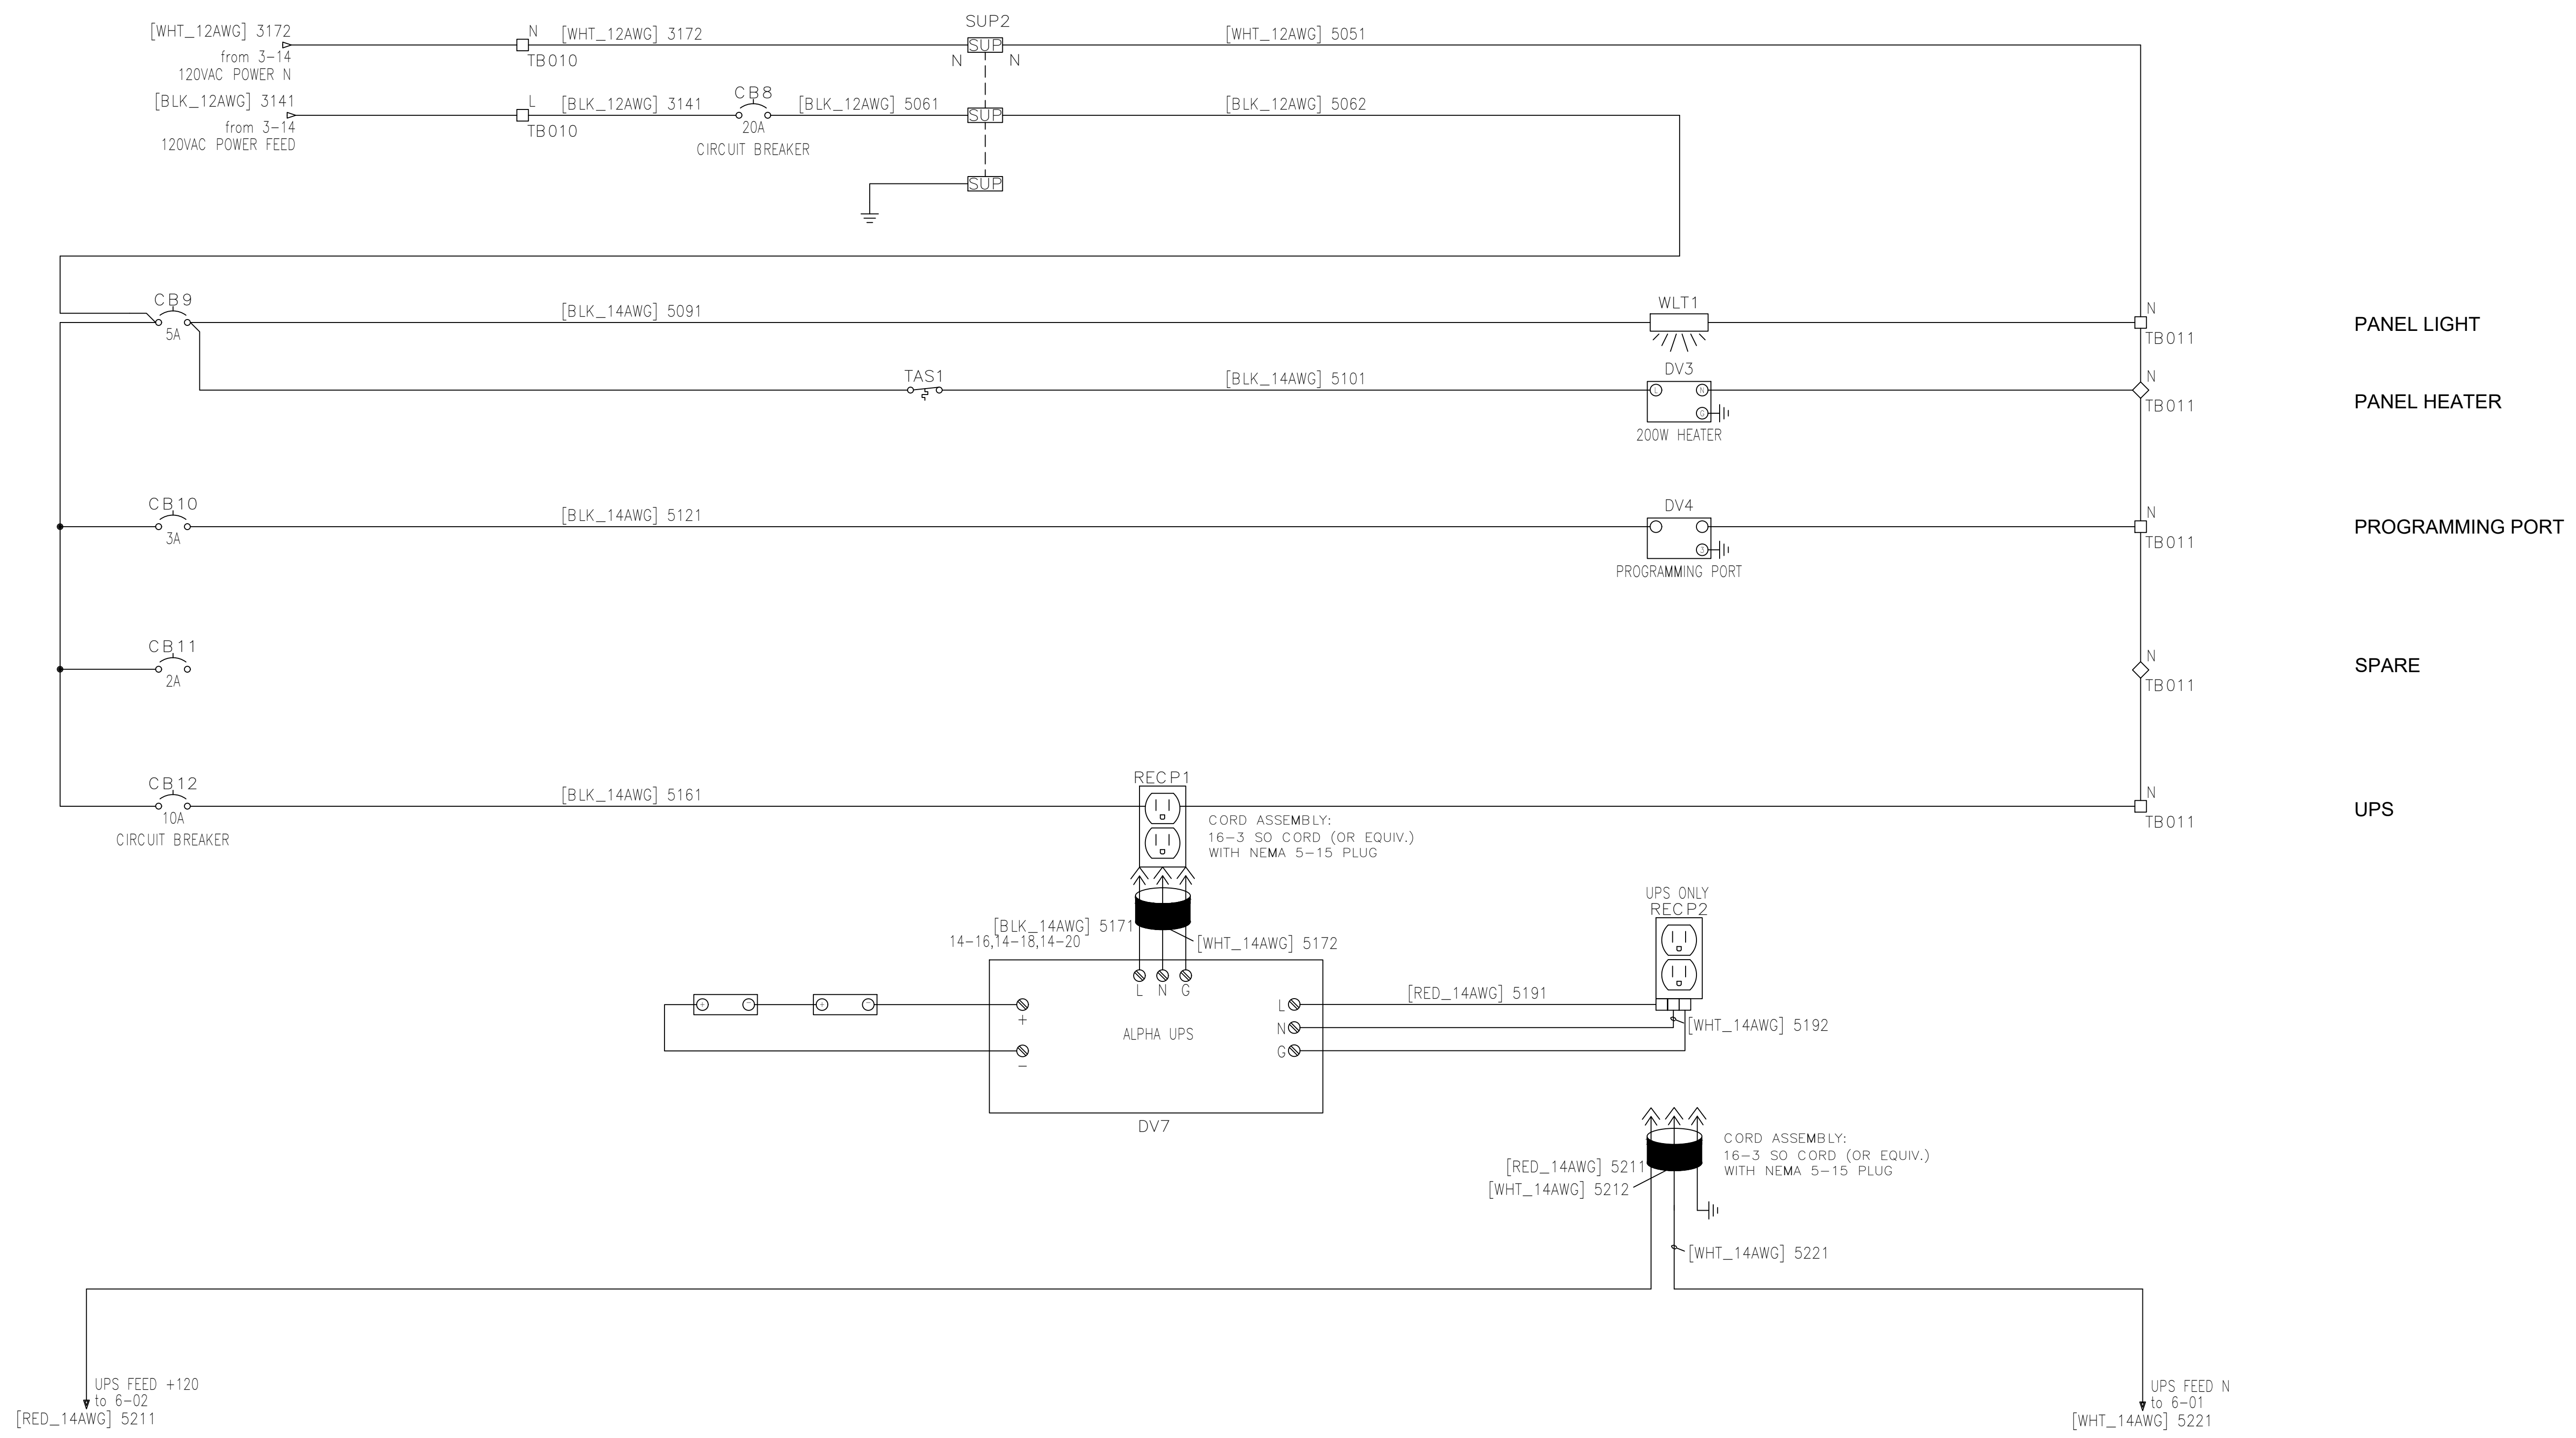 [WHT_12AWG] 3172
from 3-14
120VAC POWER N
N
TB010
[WHT_12AWG] 3172
SUP2
SUP
N
N
[WHT_12AWG] 5051
[BLK_12AWG] 3141
from 3-14
120VAC POWER FEED
L
TB010
[BLK_12AWG] 3141
CB8
20A
CIRCUIT BREAKER
[BLK_12AWG] 5061
SUP
[BLK_12AWG] 5062
SUP
CB9
5A
[BLK_14AWG] 5091
WLT1
N
TB011
PANEL LIGHT
TAS1
[BLK_14AWG] 5101
DV3
L
N
G
200W HEATER
N
TB011
PANEL HEATER
CB10
3A
[BLK_14AWG] 5121
DV4
3
PROGRAMMING PORT
N
TB011
PROGRAMMING PORT
CB11
2A
N
TB011
SPARE
CB12
10A
CIRCUIT BREAKER
[BLK_14AWG] 5161
RECP1
CORD ASSEMBLY:
16-3 SO CORD (OR EQUIV.)
WITH NEMA 5-15 PLUG
N
TB011
UPS
[BLK_14AWG] 5171
14-16,14-18,14-20
[WHT_14AWG] 5172
UPS ONLY
RECP2
L N G
+ - + -
+
-
ALPHA UPS
L
N
G
[RED_14AWG] 5191
[WHT_14AWG] 5192
DV7
CORD ASSEMBLY:
16-3 SO CORD (OR EQUIV.)
WITH NEMA 5-15 PLUG
[RED_14AWG] 5211
[WHT_14AWG] 5212
[WHT_14AWG] 5221
UPS FEED +120
to 6-02
[RED_14AWG] 5211
UPS FEED N
to 6-01
[WHT_14AWG] 5221